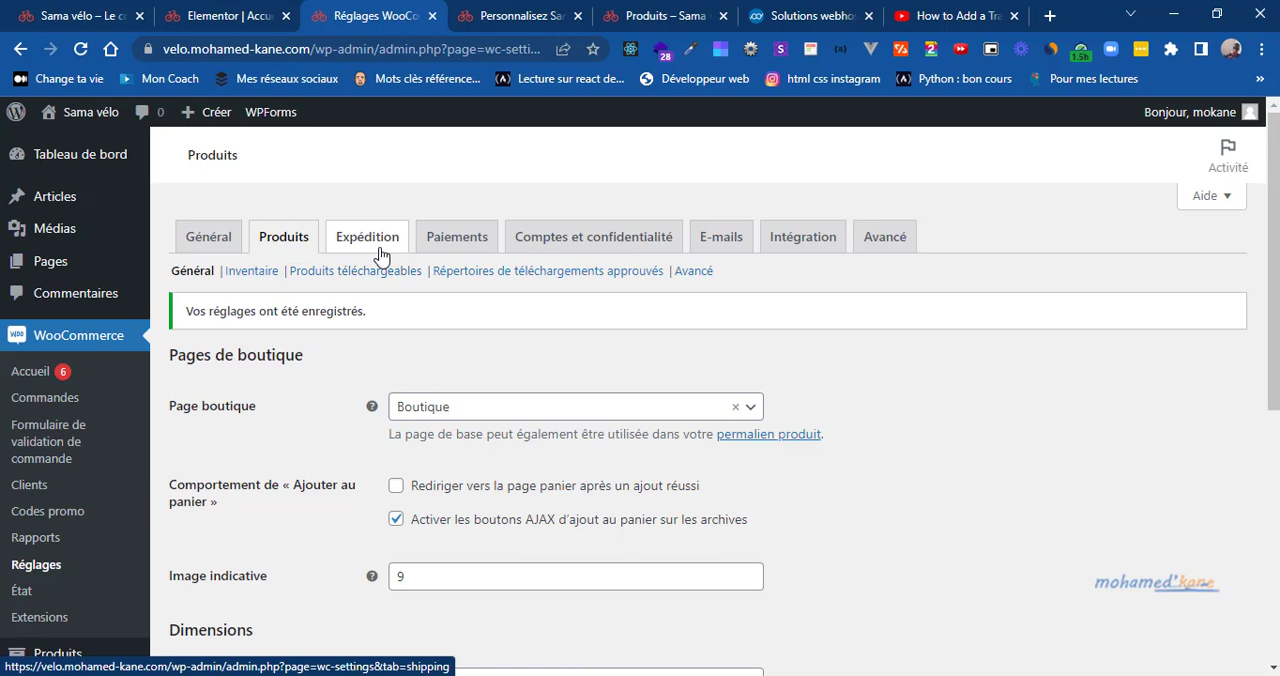 Sama vélo – Le c
Elementor | Accu
Réglages WooCo
Personnalisez Sa
Produits – Sama
Solutions webhos
How to Add a Tra
velo.mohamed-kane.com/wp-admin/admin.php?page=wc-setti...
28
1.5h
Change ta vie
Mon Coach
Mes réseaux sociaux
Mots clés référence...
Lecture sur react de...
Développeur web
html css instagram
Python : bon cours
Pour mes lectures
»
Sama vélo
0
Créer
WPForms
Bonjour, mokane
Tableau de bord
Articles
Médias
Pages
Commentaires
WooCommerce
Accueil 6
Commandes
Formulaire de
validation de
commande
Clients
Codes promo
Rapports
Réglages
État
Extensions
Produits
Produits
Activité
Aide
Général
Produits
Expédition
Paiements
Comptes et confidentialité
E-mails
Intégration
Avancé
Général | Inventaire | Produits téléchargeables | Répertoires de téléchargements approuvés | Avancé
Vos réglages ont été enregistrés.
Pages de boutique
Page boutique
Boutique
La page de base peut également être utilisée dans votre permalien produit.
Comportement de « Ajouter au
panier »
Rediriger vers la page panier après un ajout réussi
Activer les boutons AJAX d'ajout au panier sur les archives
Image indicative
9
mohamed'kane
Dimensions
https://velo.mohamed-kane.com/wp-admin/admin.php?page=wc-settings&tab=shipping